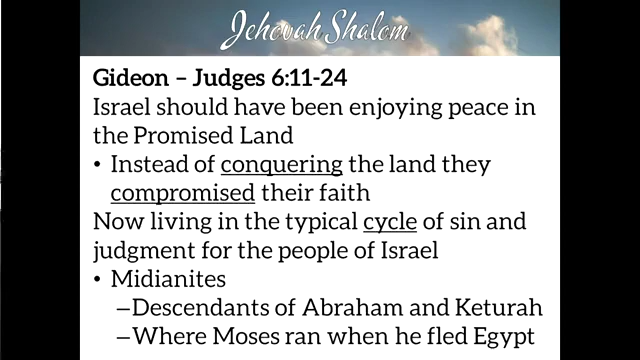 Jehovah Shalom
Gideon – Judges 6:11-24
Israel should have been enjoying peace in
the Promised Land
• Instead of conquering the land they
compromised their faith
Now living in the typical cycle of sin and
judgment for the people of Israel
• Midianites
–Descendants of Abraham and Keturah
–Where Moses ran when he fled Egypt